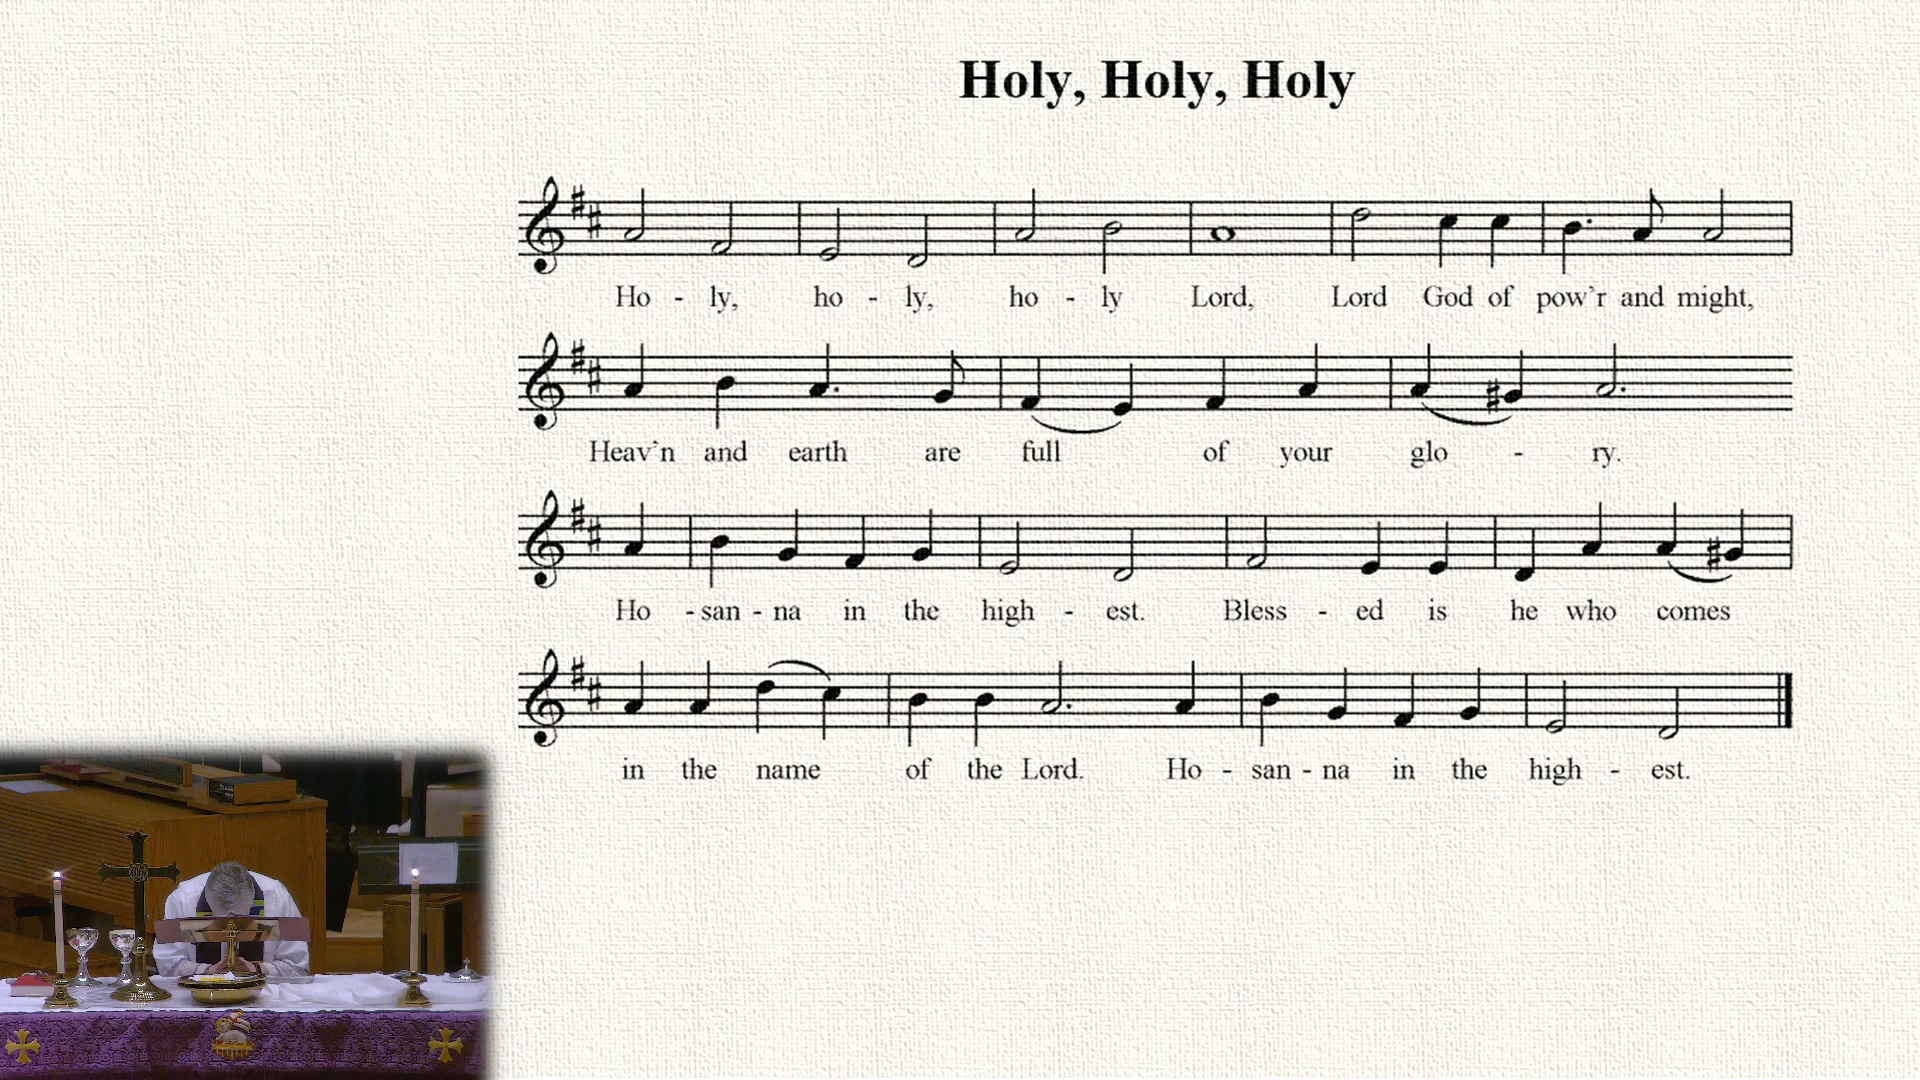 Holy, Holy, Holy
Ho - ly, ho - ly, ho - ly Lord, Lord God of pow'r and might,
Heav'n and earth are full of your glo - ry.
Ho - san - na in the high - est. Bless - ed is he who comes
in the name of the Lord. Ho - san - na in the high - est.